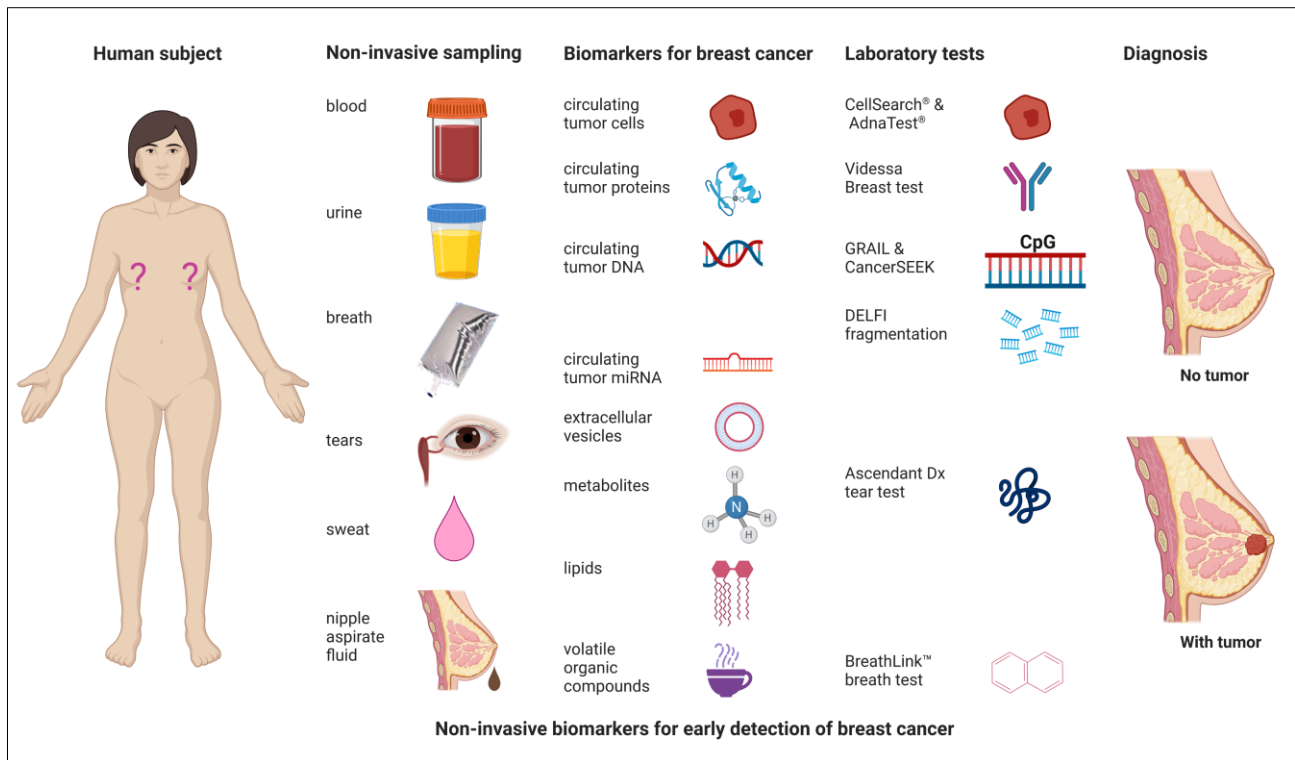 Human subject
Non-invasive sampling
Biomarkers for breast cancer
Laboratory tests
Diagnosis
blood
urine
breath
tears
sweat
nipple
aspirate
fluid
circulating
tumor cells
circulating
tumor proteins
circulating
tumor DNA
circulating
tumor miRNA
extracellular
vesicles
metabolites
N
H
H
H
H
lipids
volatile
organic
compounds
CellSearch® &
AdnaTest®
Videssa
Breast test
GRAIL &
CancerSEEK
CpG
DELFI
fragmentation
Ascendant Dx
tear test
BreathLink™
breath test
No tumor
With tumor
? ?
Non-invasive biomarkers for early detection of breast cancer